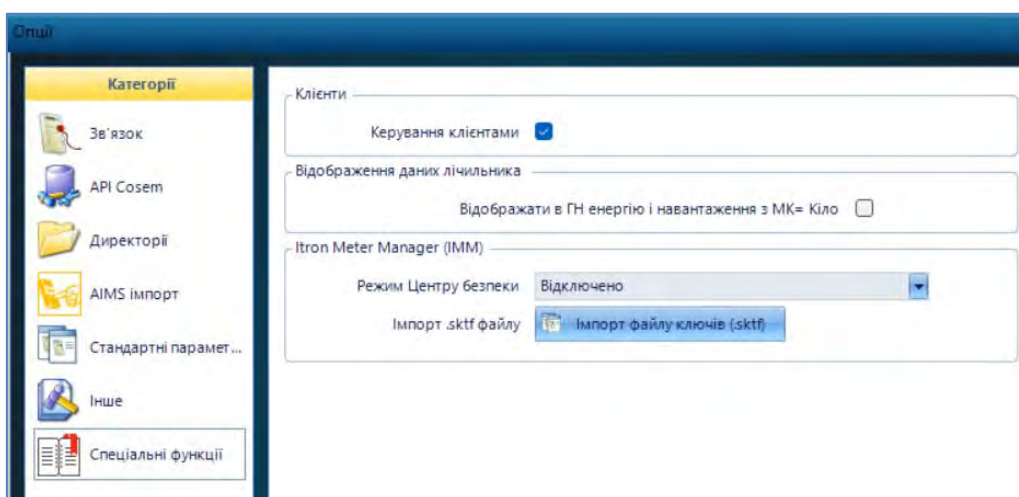 Опції
Категорії
Зв'язок
API Cosem
Директорії
AIMS імпорт
Стандартні парамет...
Інше
Спеціальні функції
Клієнти
Керування клієнтами
Відображення даних лічильника
Відображати в ГН енергію і навантаження з МК= Кіло
Itron Meter Manager (IMM)
Режим Центру безпеки Відключено
Імпорт .sktf файлу Імпорт файлу ключів (.sktf)